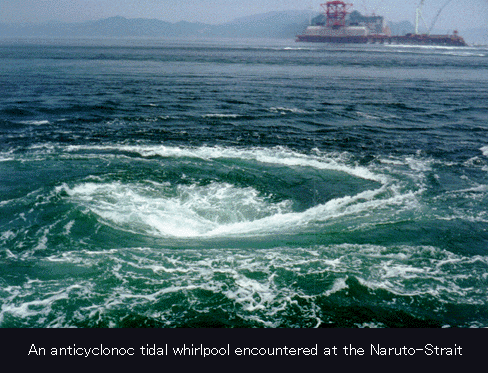 An anticyclonoc tidal whirlpool encountered at the Naruto-Strait